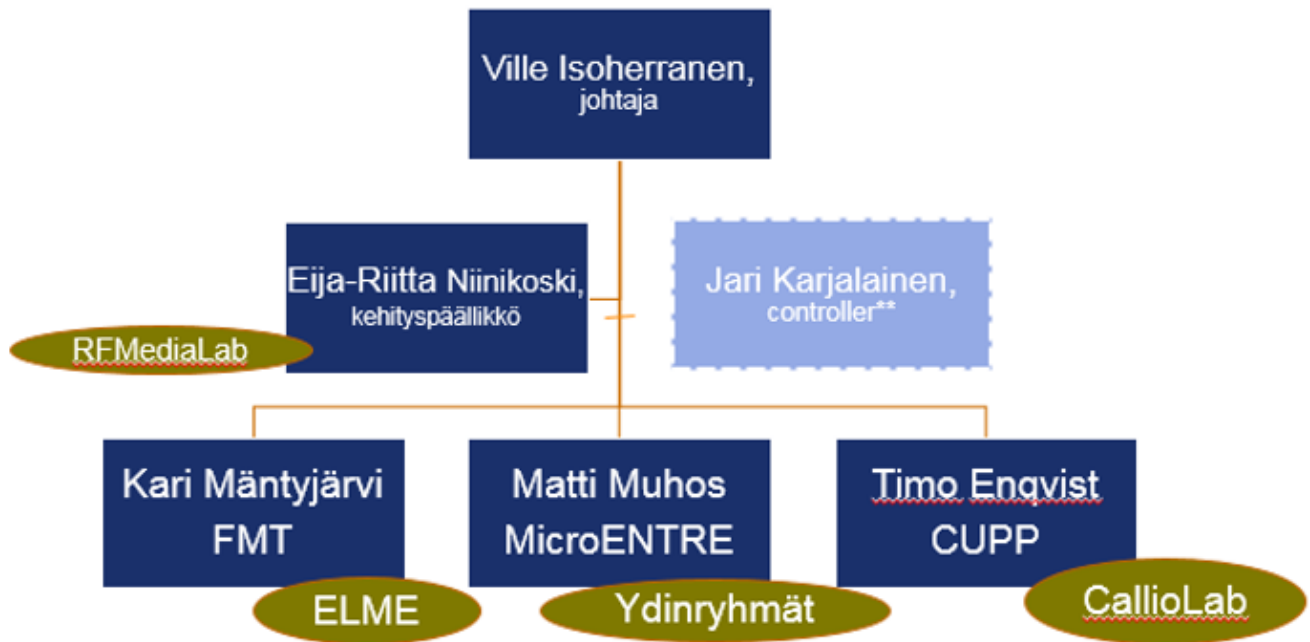 Ville Isoherranen,
johtaja
Eija-Riitta Niinikoski,
kehityspäällikkö
Jari Karjalainen,
controller**
RFMediaLab
Kari Mäntyjärvi
FMT
Matti Muhos
MicroENTRE
Timo Enqvist
CUPP
ELME
Ydinryhmät
CallioLab